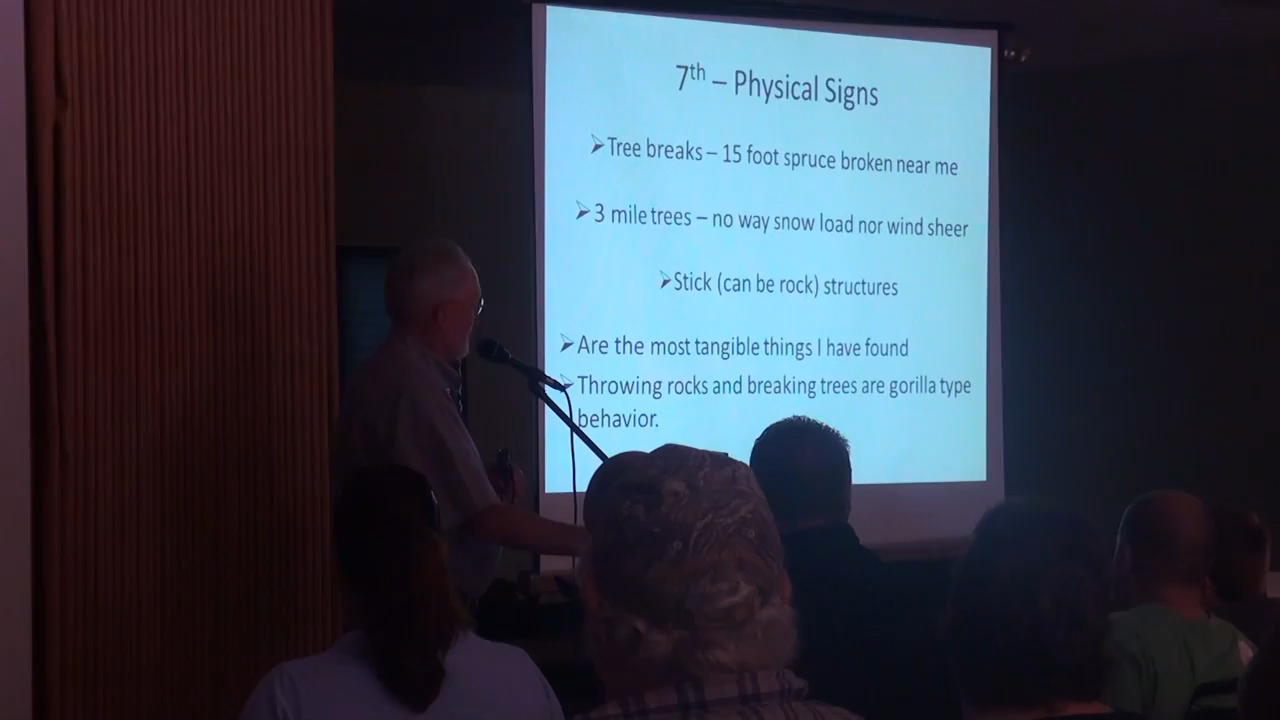 7th – Physical Signs
➢Tree breaks – 15 foot spruce broken near me
➢3 mile trees – no way snow load nor wind sheer
➢Stick (can be rock) structures
➢Are the most tangible things I have found
➢Throwing rocks and breaking trees are gorilla type
behavior.